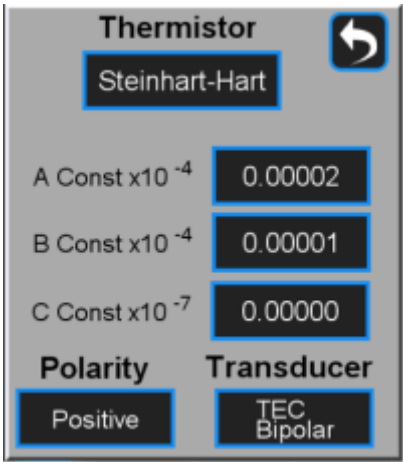 Thermistor
Steinhart-Hart
A Const x10 -4 0.00002
B Const x10 -4 0.00001
C Const x10 -7 0.00000
Polarity Transducer
Positive TEC
Bipolar